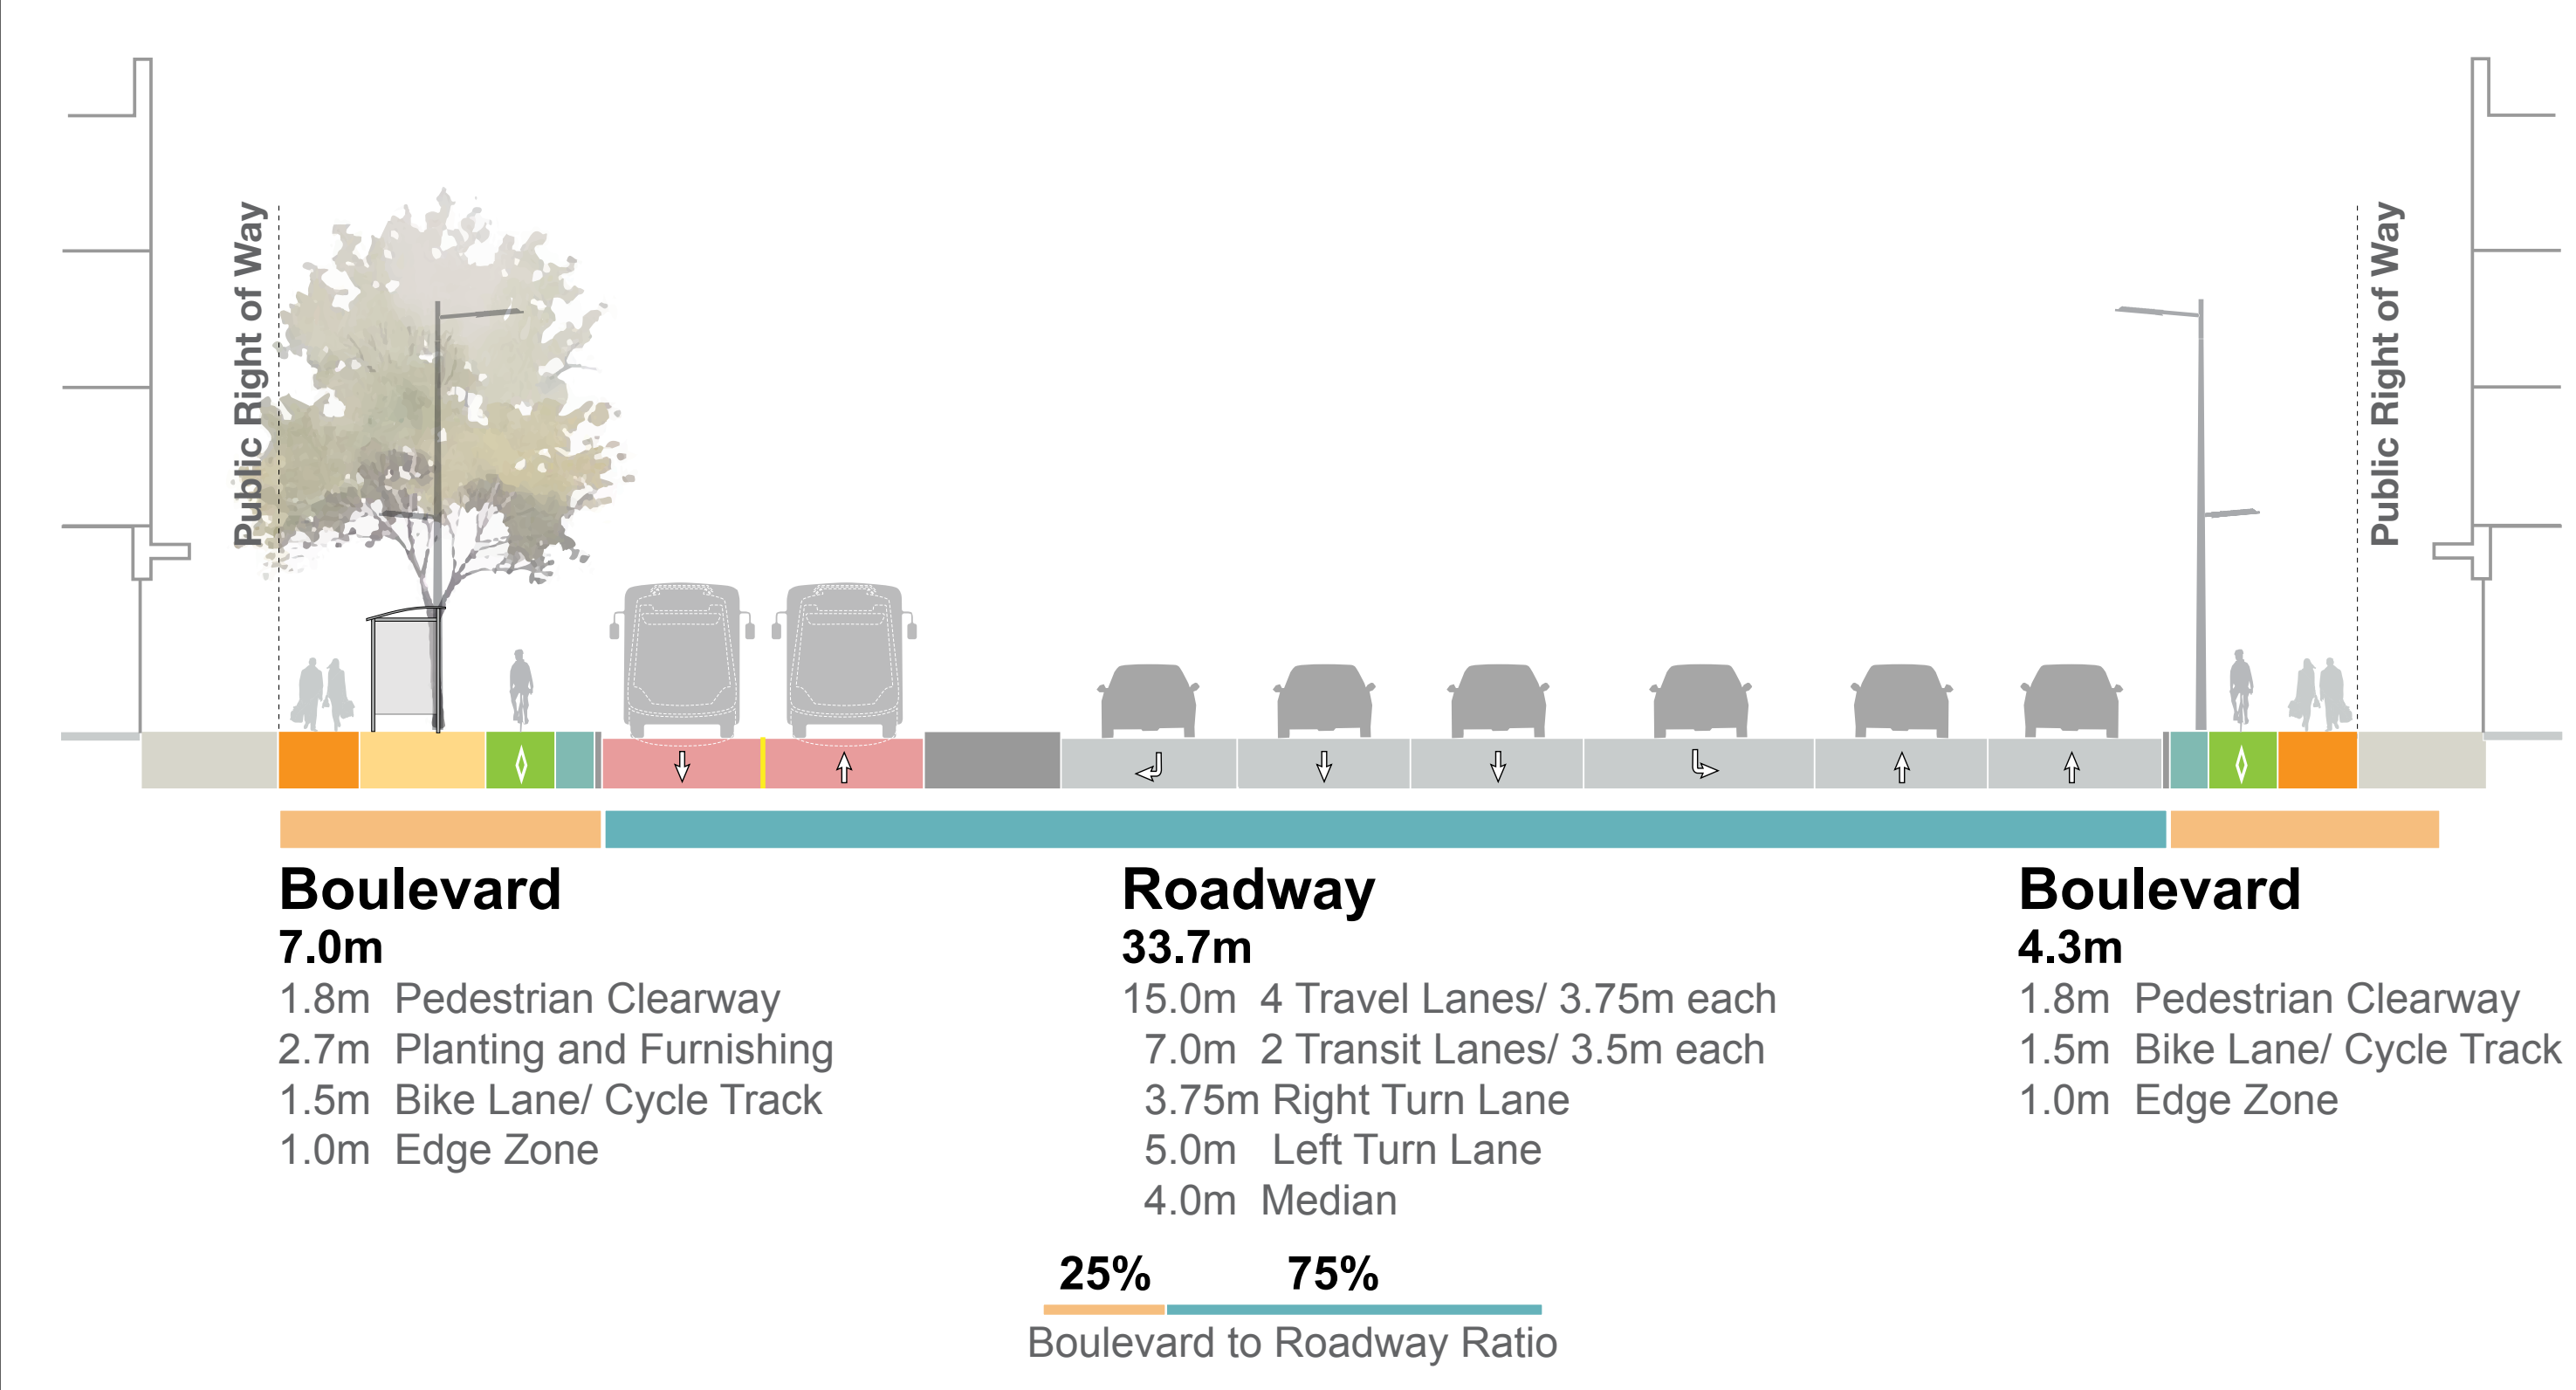 Public Right of Way
Public Right of Way
Boulevard
7.0m
1.8m Pedestrian Clearway
2.7m Planting and Furnishing
1.5m Bike Lane/ Cycle Track
1.0m Edge Zone
Roadway
33.7m
15.0m 4 Travel Lanes/ 3.75m each
7.0m 2 Transit Lanes/ 3.5m each
3.75m Right Turn Lane
5.0m Left Turn Lane
4.0m Median
Boulevard
4.3m
1.8m Pedestrian Clearway
1.5m Bike Lane/ Cycle Track
1.0m Edge Zone
25% 75%
Boulevard to Roadway Ratio